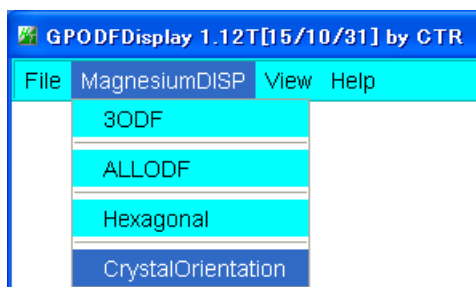 GPODFDisplay 1.12T[15/10/31] by CTR
File MagnesiumDISP View Help
3ODF
ALLODF
Hexagonal
CrystalOrientation